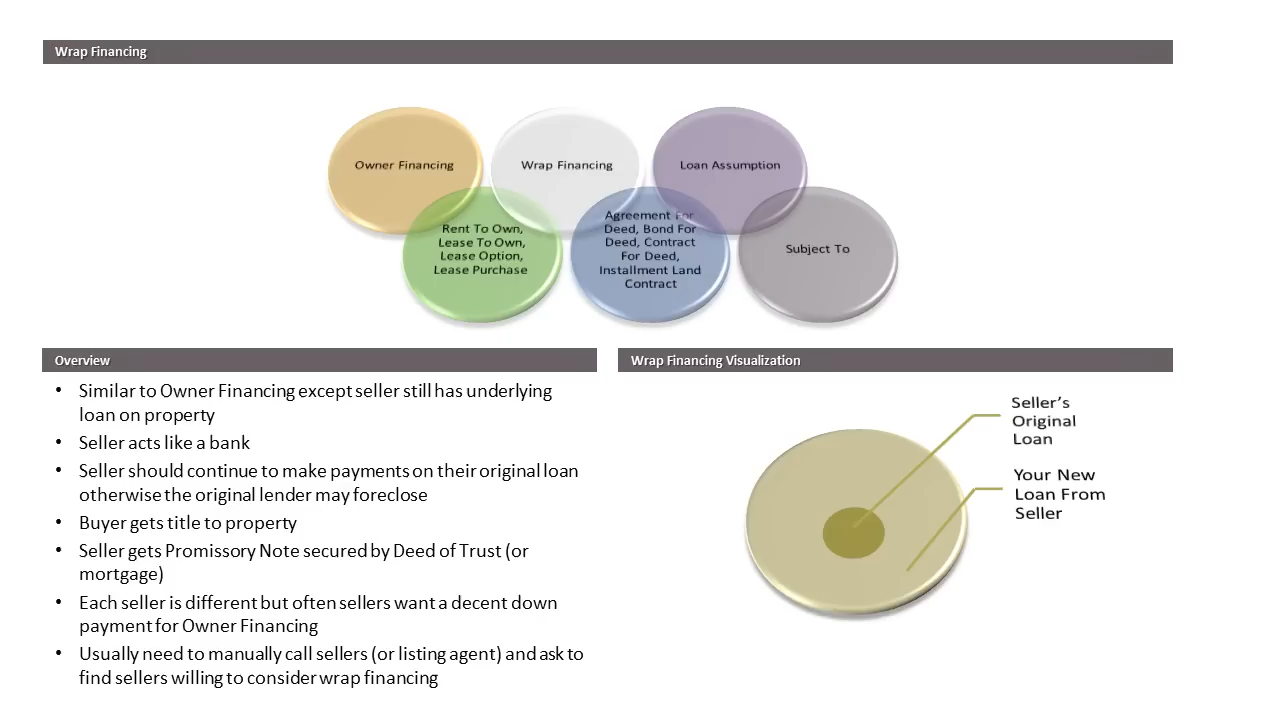 Wrap Financing
Owner Financing
Wrap Financing
Loan Assumption
Rent To Own,
Lease To Own,
Lease Option,
Lease Purchase
Agreement For
Deed, Bond For
Deed, Contract
For Deed,
Installment Land
Contract
Subject To
Overview
• Similar to Owner Financing except seller still has underlying
loan on property
• Seller acts like a bank
• Seller should continue to make payments on their original loan
otherwise the original lender may foreclose
• Buyer gets title to property
• Seller gets Promissory Note secured by Deed of Trust (or
mortgage)
• Each seller is different but often sellers want a decent down
payment for Owner Financing
• Usually need to manually call sellers (or listing agent) and ask to
find sellers willing to consider wrap financing
Wrap Financing Visualization
Seller’s
Original
Loan
Your New
Loan From
Seller